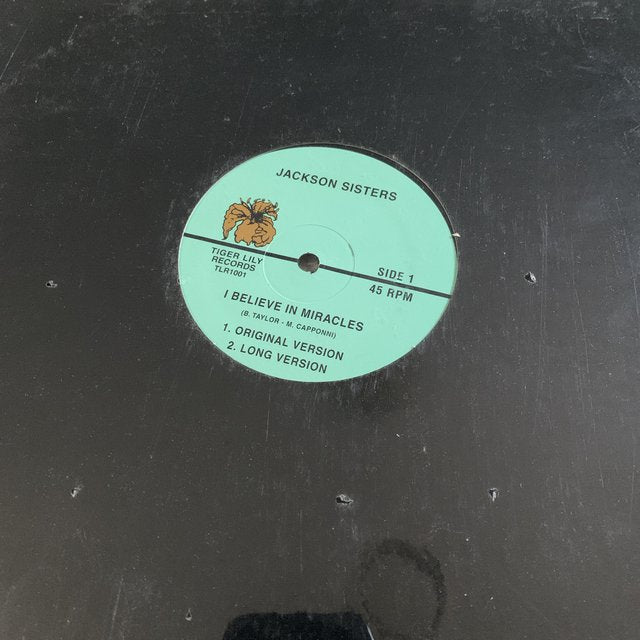 JACKSON SISTERS
TIGER LILY
RECORDS
TLR1001
SIDE 1
45 RPM
I BELIEVE IN MIRACLES
(B. TAYLOR - M. CAPPONNI)
1. ORIGINAL VERSION
2. LONG VERSION